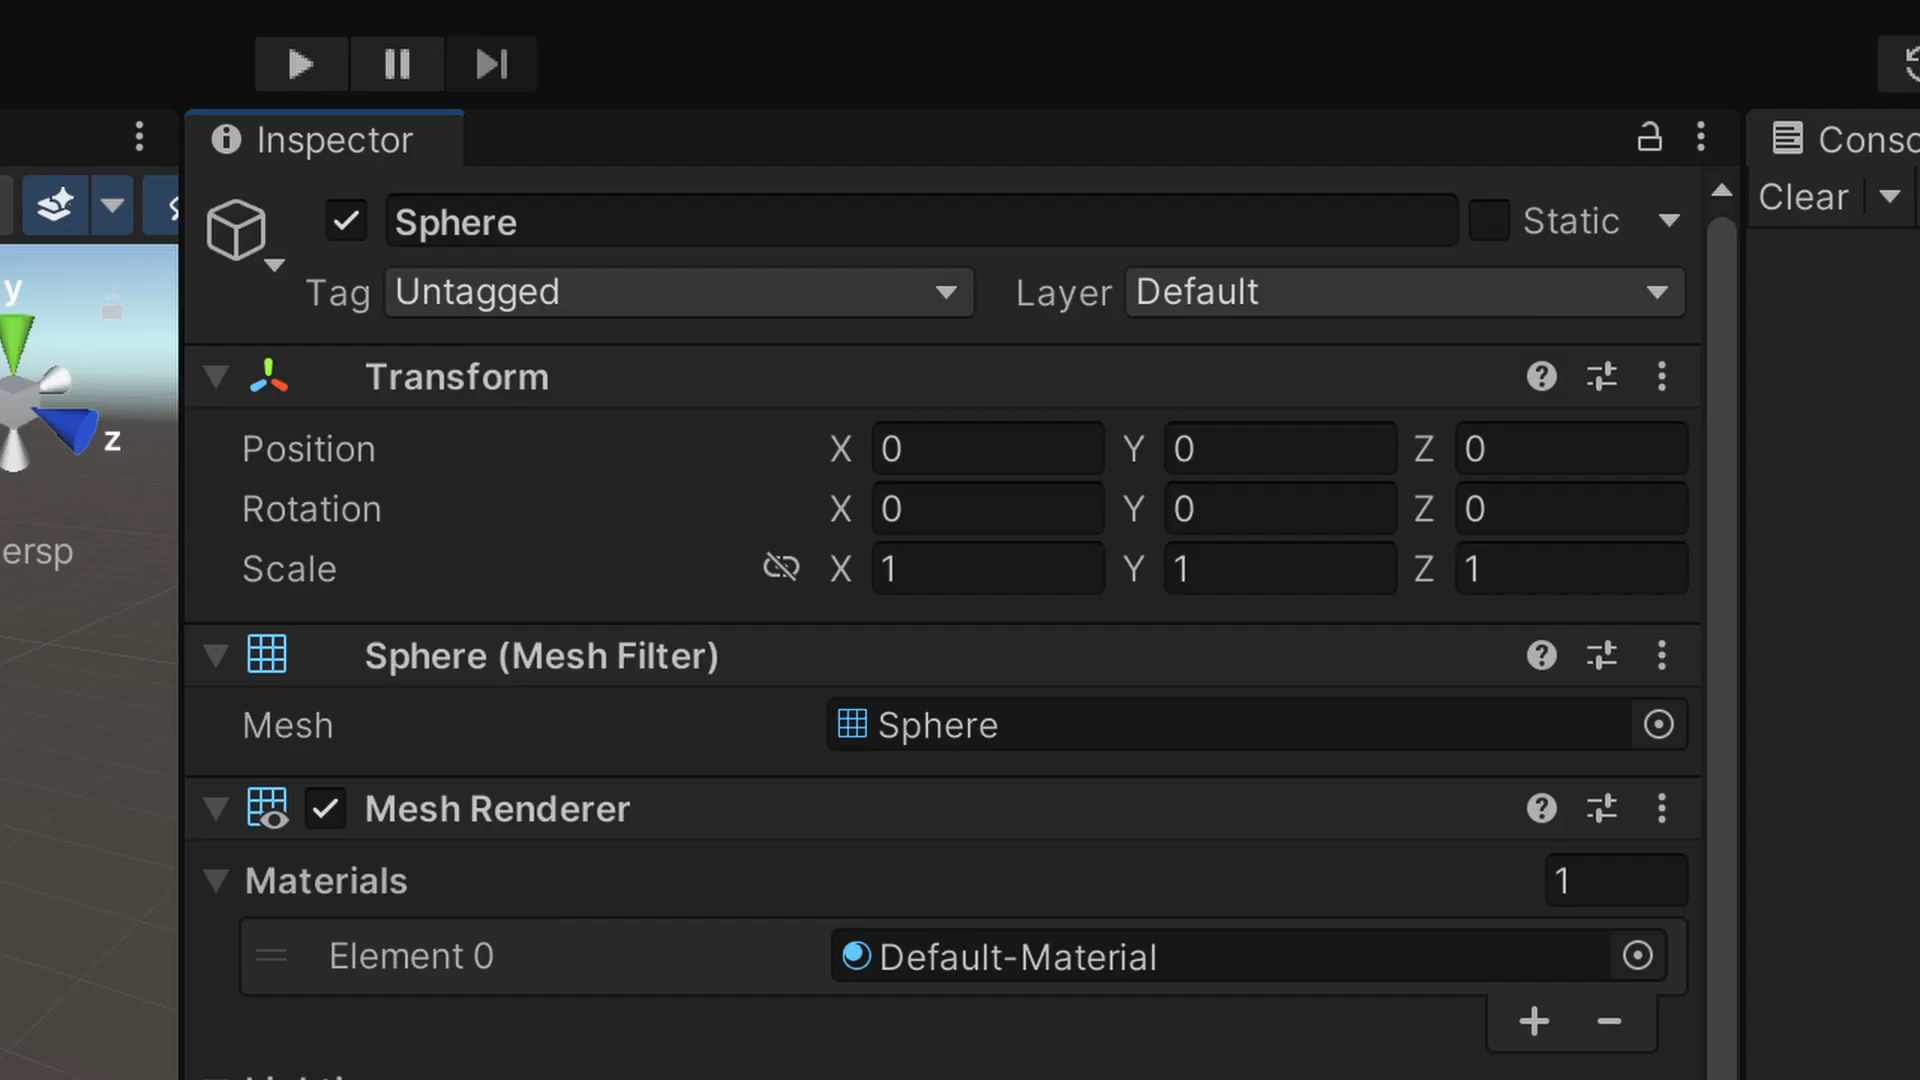 Inspector
Conso
Sphere
Static
Clear
Tag Untagged Layer Default
y
Transform
z
Position X 0 Y 0 Z 0
Rotation X 0 Y 0 Z 0
ersp
Scale X 1 Y 1 Z 1
Sphere (Mesh Filter)
Mesh Sphere
Mesh Renderer
Materials 1
Element 0 Default-Material